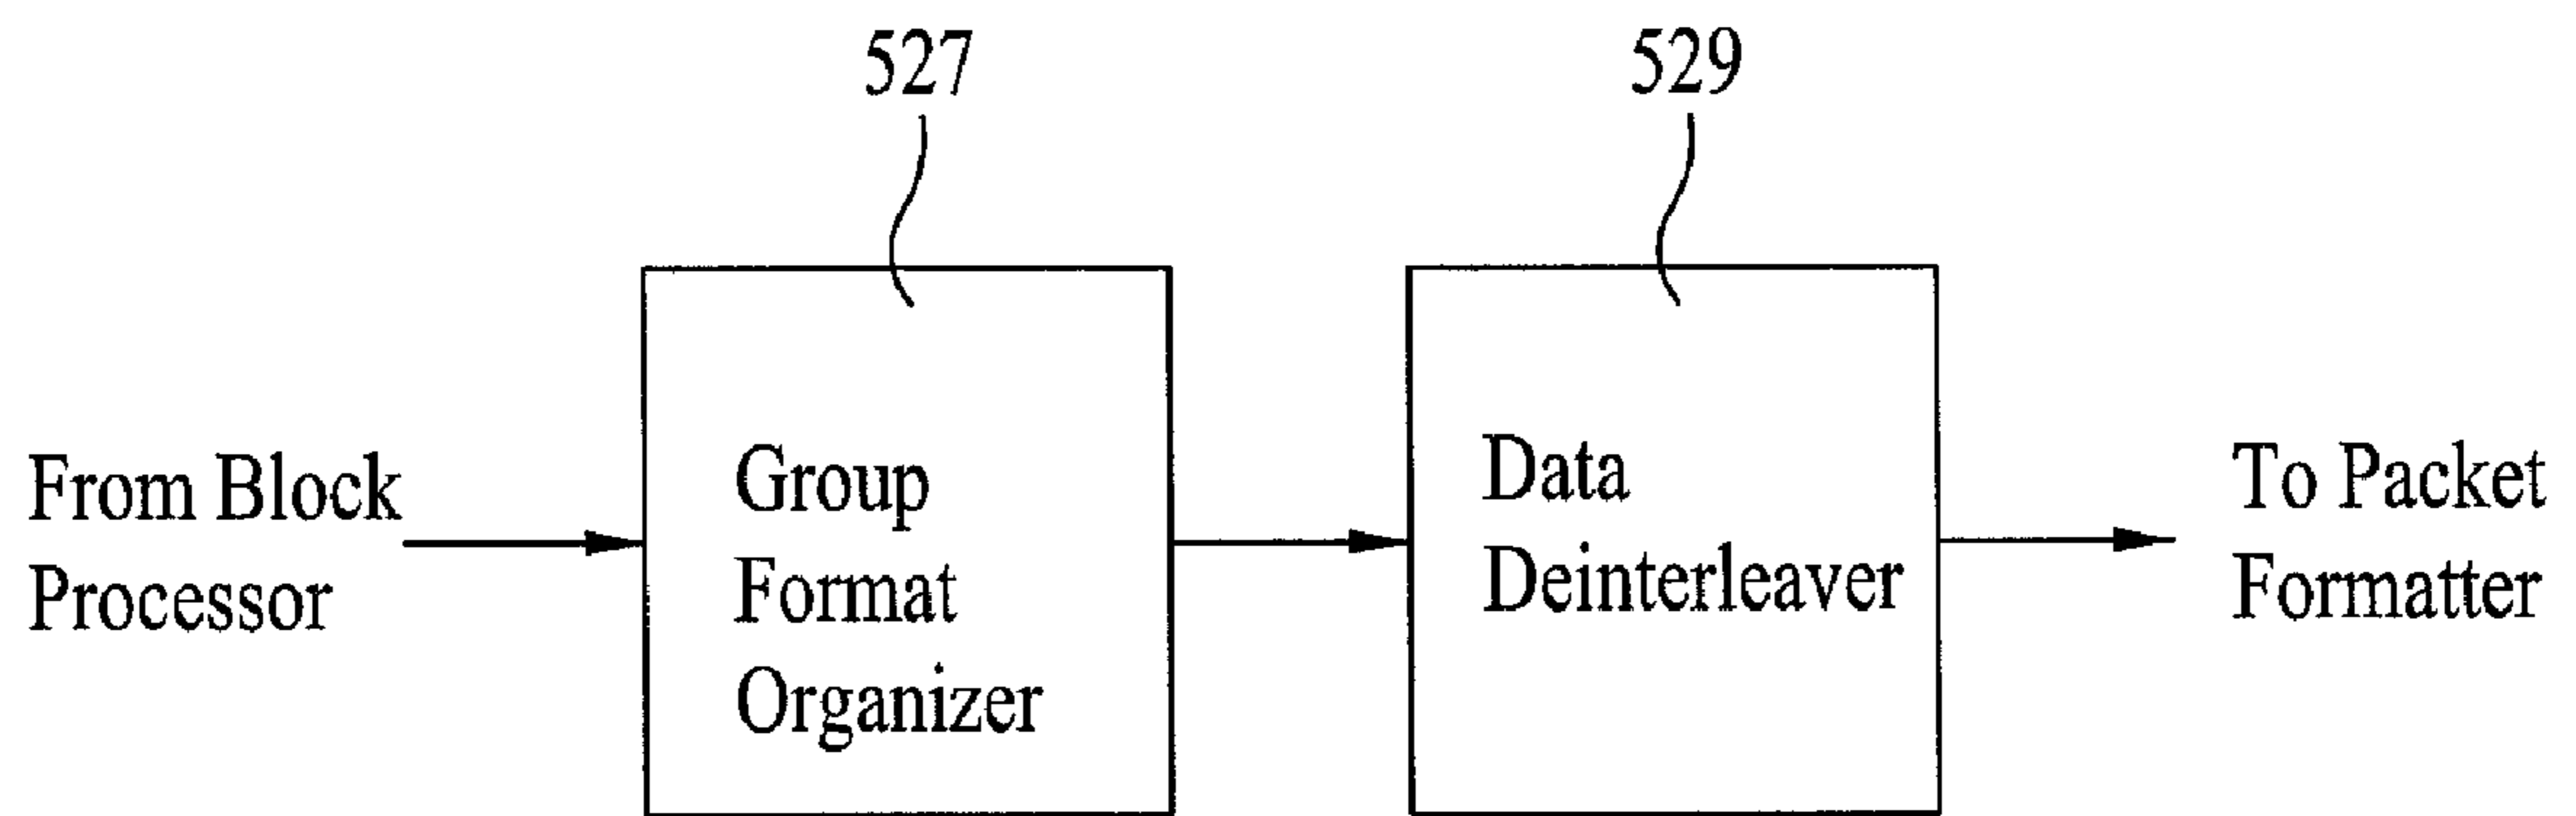 527
529
From Block
Processor
Group
Format
Organizer
Data
Deinterleaver
To Packet
Formatter